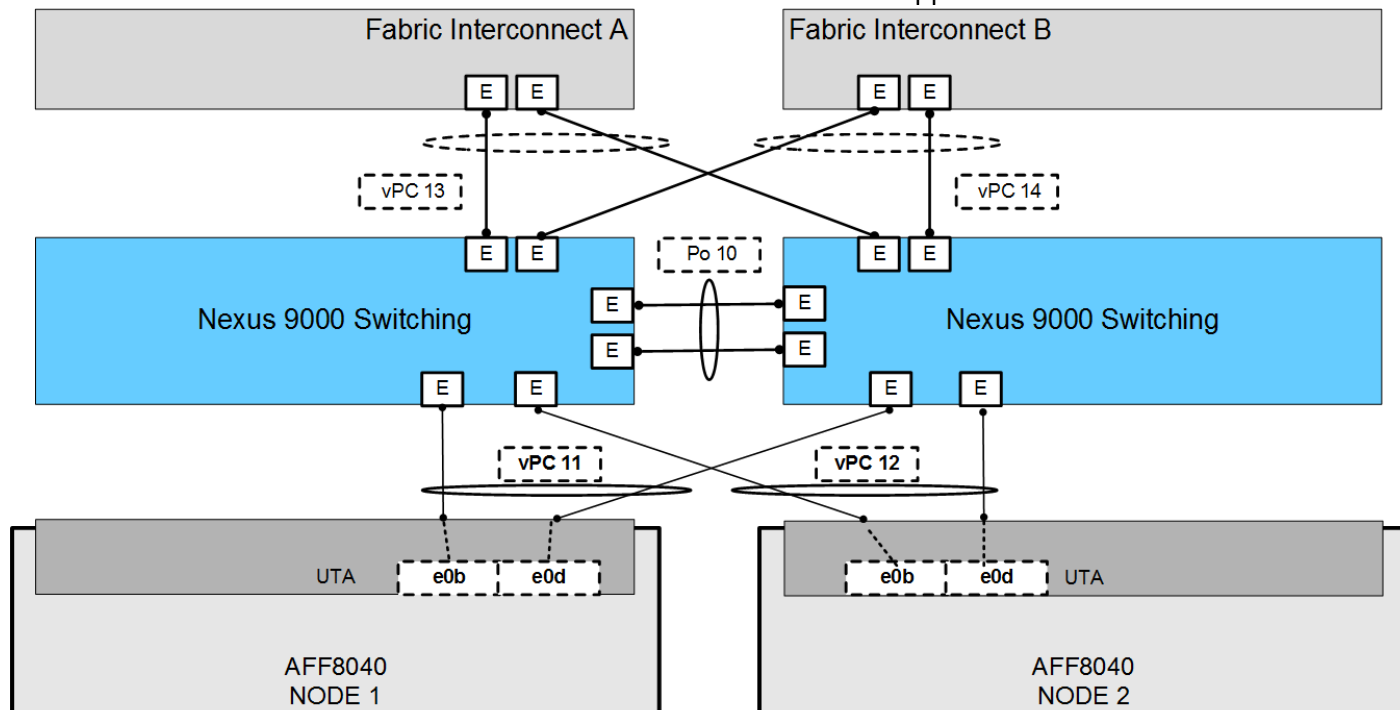 Fabric Interconnect A
Fabric Interconnect B
E
E
E
E
vPC 13
vPC 14
E
E
Po 10
E
E
Nexus 9000 Switching
E
E
Nexus 9000 Switching
E
E
E
E
E
E
vPC 11
vPC 12
UTA
e0b
e0d
e0b
e0d
UTA
AFF8040
NODE 1
AFF8040
NODE 2